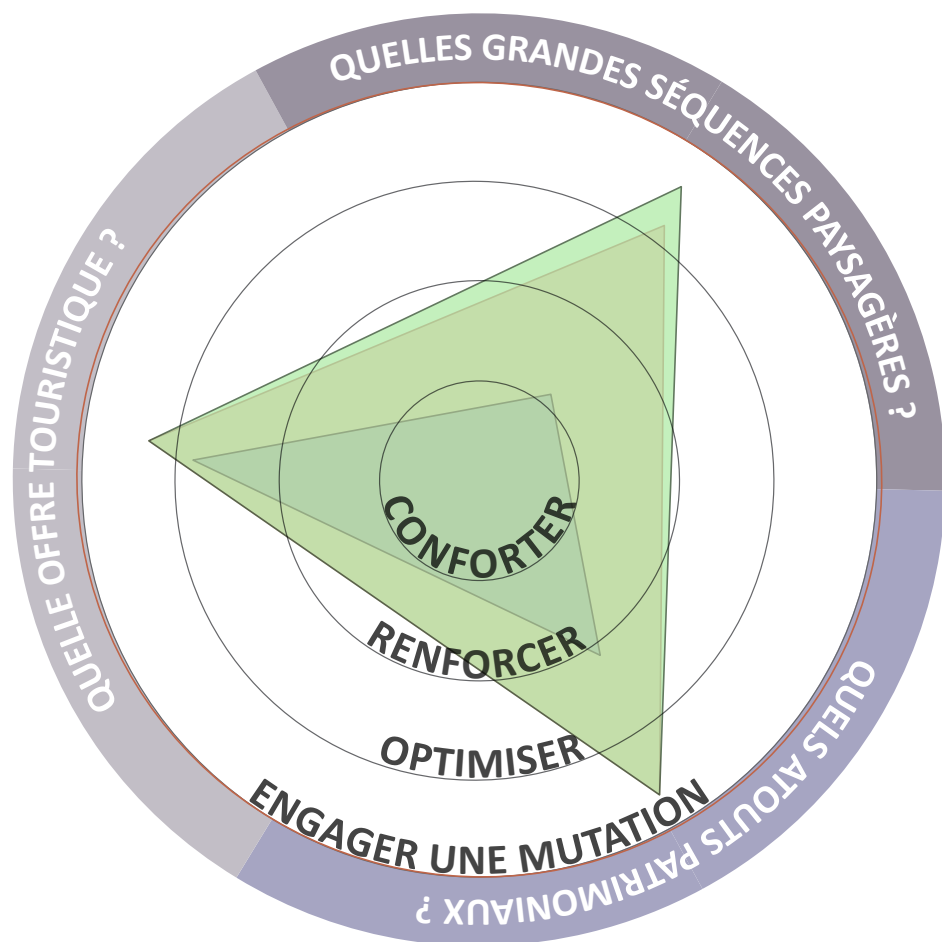 QUELLES GRANDES SÉQUENCES PAYSAGÈRES ?
QUELLE OFFRE TOURISTIQUE ?
CONFORTER
RENFORCER
OPTIMISER
ENGAGER UNE MUTATION
QUELS ATOUTS PATRIMONIAUX ?